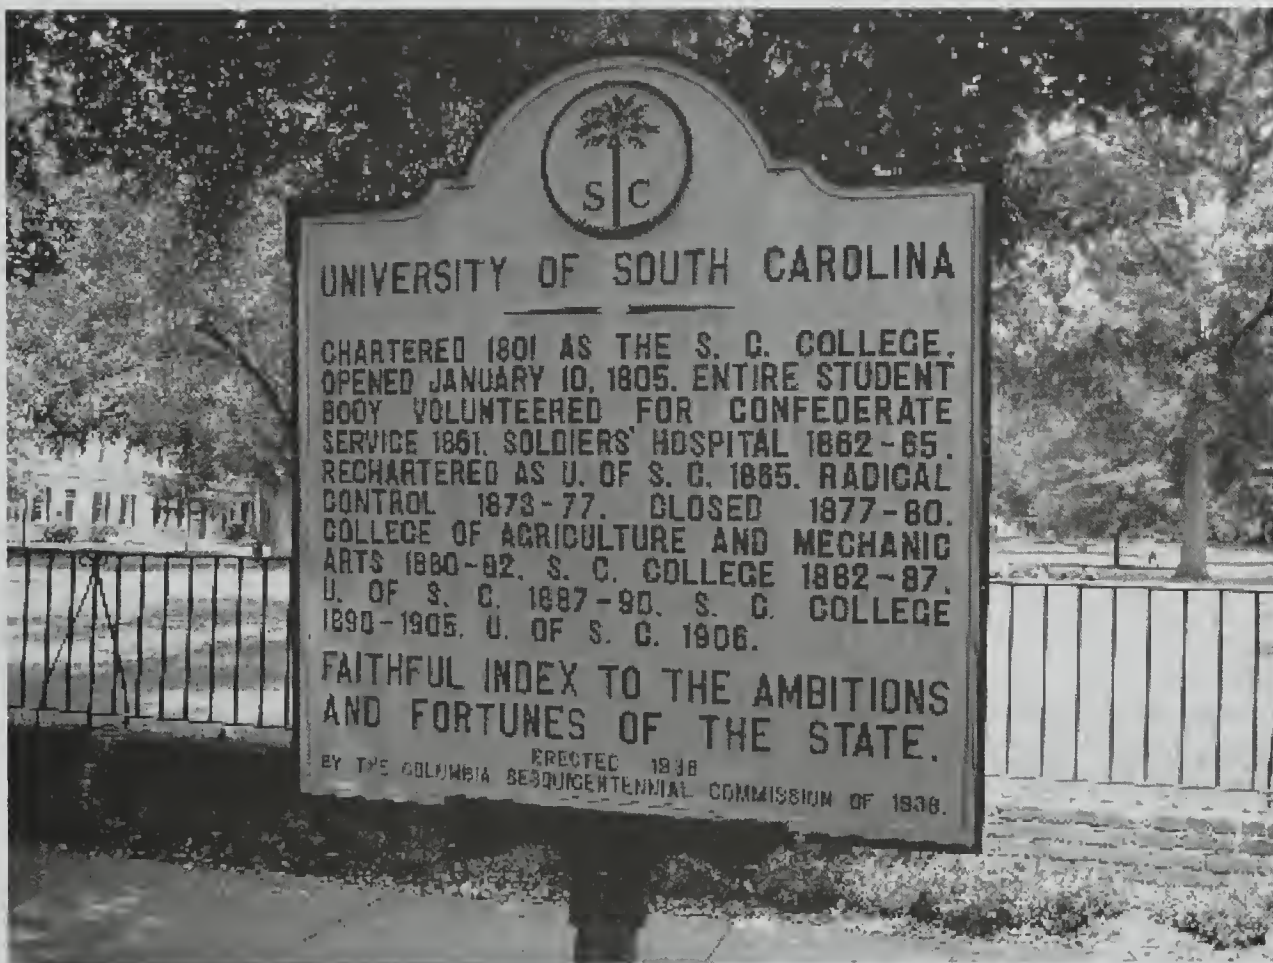 S C
UNIVERSITY OF SOUTH CAROLINA
CHARTERED 1801 AS THE S. C. COLLEGE.
OPENED JANUARY 10, 1805. ENTIRE STUDENT
BODY VOLUNTEERED FOR CONFEDERATE
SERVICE 1861. SOLDIERS' HOSPITAL 1862-65.
RECHARTERED AS U. OF S. C. 1865. RADICAL
CONTROL 1873-77. CLOSED 1877-80.
COLLEGE OF AGRICULTURE AND MECHANIC
ARTS 1880-82. S. C. COLLEGE 1882-87.
U. OF S. C. 1887-90. S. C. COLLEGE
1890-1905. U. OF S. C. 1906.
FAITHFUL INDEX TO THE AMBITIONS
AND FORTUNES OF THE STATE.
ERECTED 1936
BY THE COLUMBIA SESQUICENTENNIAL COMMISSION OF 1936.